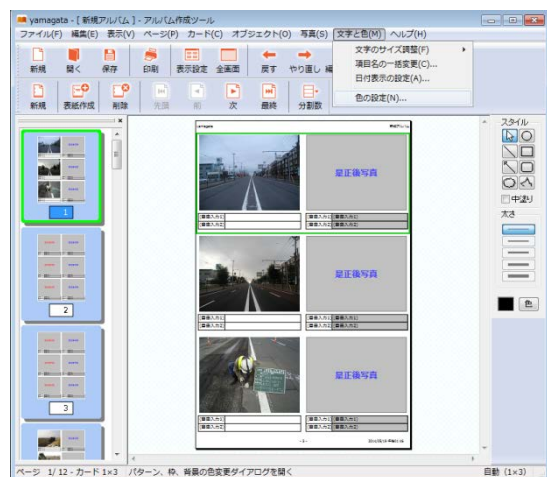 yamagata - [ 新規アルバム ] - アルバム作成ツール
ファイル(F) 編集(E) 表示(V) ページ(P) カード(C) オブジェクト(O) 写真(S) 文字と色(M) ヘルプ(H)
新規 開く 保存 印刷 表示設定 全画面 戻す やり直し 編
文字のサイズ調整(F)
項目名の一括変更(C)...
日付表示の設定(A)...
色の設定(N)...
新規 表紙作成 削除 先頭 前 次 最終 分割数
スタイル
中塗り
太さ
色
1
2
3
yamagata
是正後写真
是正後写真
是正後写真
ページ 1/ 12 - カード 1×3 パターン、枠、背景の色変更ダイアログを開く
自動 (1×3)